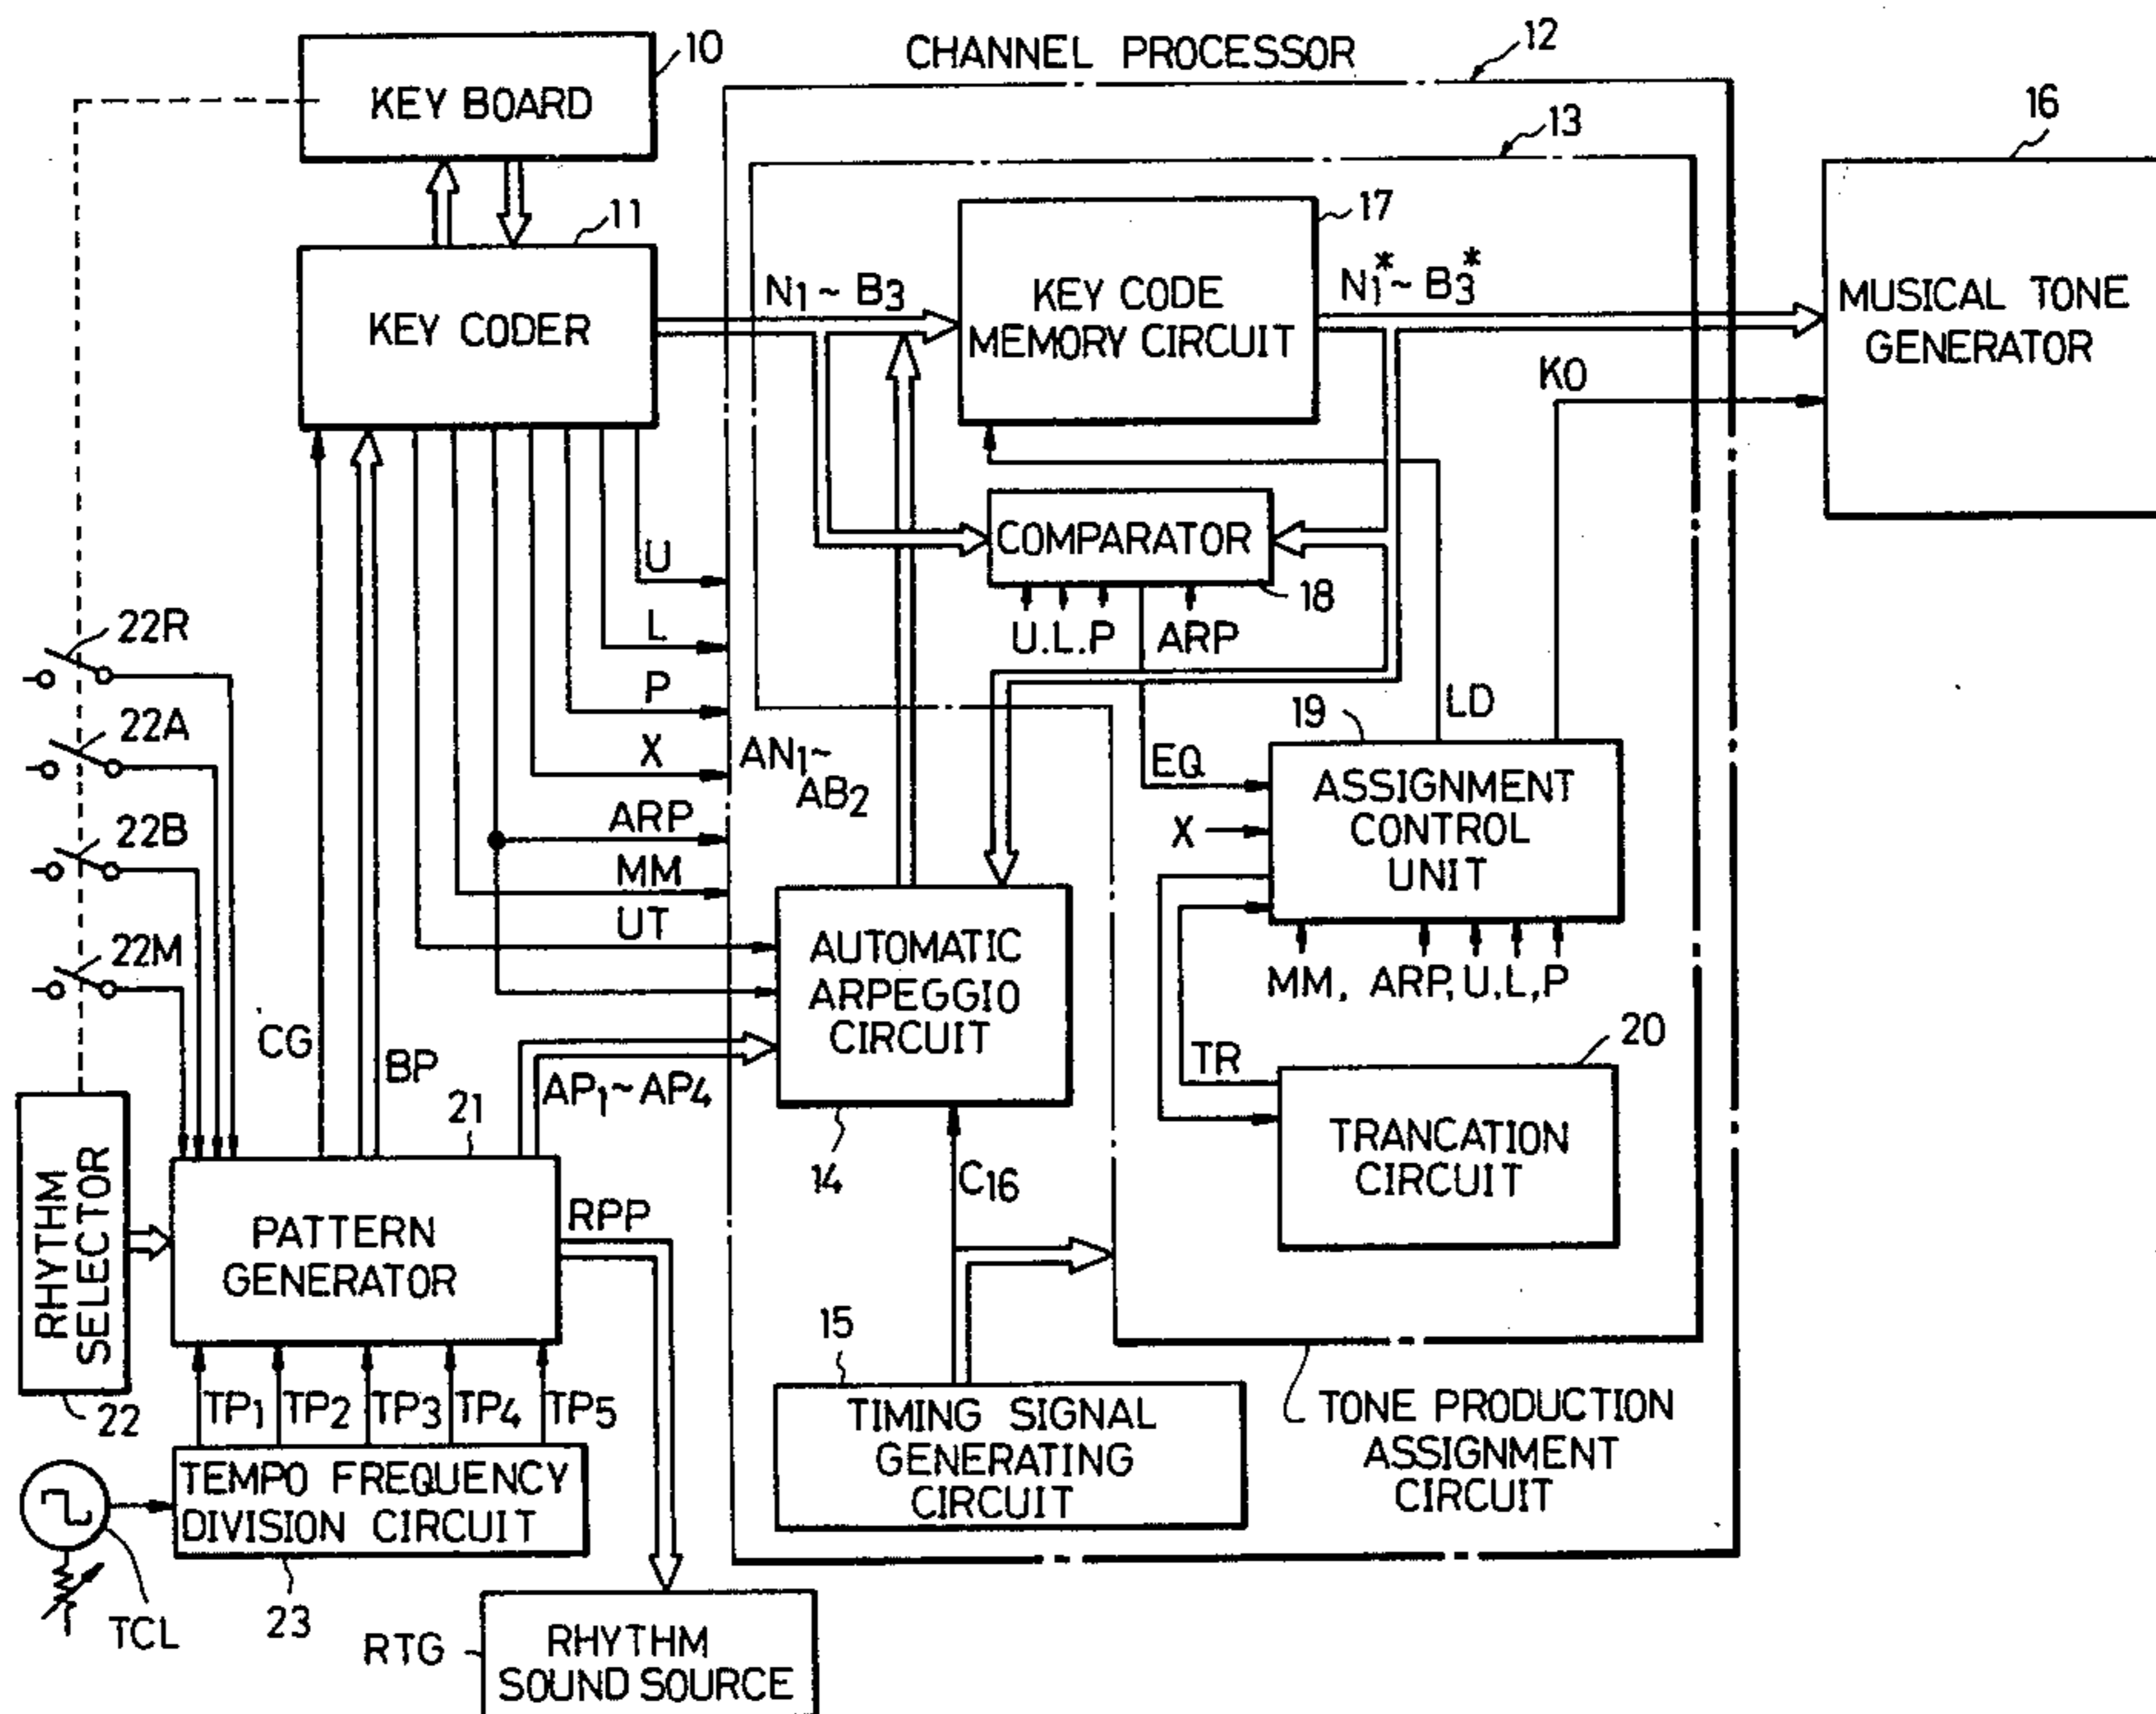 CHANNEL PROCESSOR
12
10
KEY BOARD
13
16
11
17
KEY CODER
N1 ~ B3
KEY CODE
MEMORY CIRCUIT
N1* ~ B3*
MUSICAL TONE
GENERATOR
KO
COMPARATOR
18
U.L.P ARP
U
L
P
X
ARP
MM
UT
22R
22A
22B
22M
AN1~
AB2
LD
19
EQ
X
ASSIGNMENT
CONTROL
UNIT
MM, ARP, U, L, P
AUTOMATIC
ARPEGGIO
CIRCUIT
14
CG
BP
AP1~AP4
21
TR
20
TRANCATION
CIRCUIT
C16
RHYTHM
SELECTOR
22
PATTERN
GENERATOR
RPP
15
TIMING SIGNAL
GENERATING
CIRCUIT
TONE PRODUCTION
ASSIGNMENT
CIRCUIT
TP1 TP2 TP3 TP4 TP5
TEMPO FREQUENCY
DIVISION CIRCUIT
23
TCL
RTG
RHYTHM
SOUND SOURCE